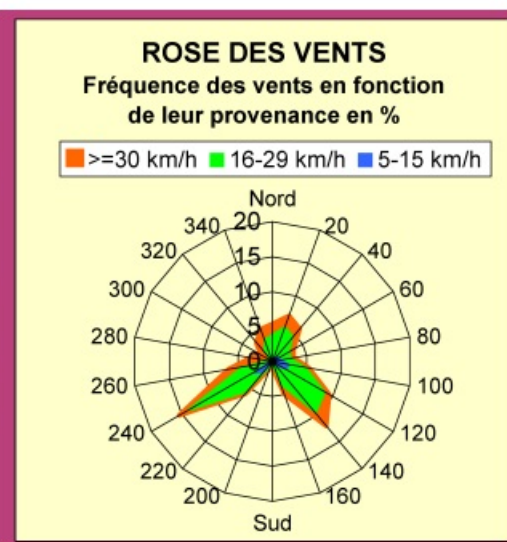 ROSE DES VENTS
Fréquence des vents en fonction
de leur provenance en %
>=30 km/h 16-29 km/h 5-15 km/h
Nord
340 20 20
320 15 40
300 10 60
280 5 80
0
260 100
240 120
220 140
200 160
Sud